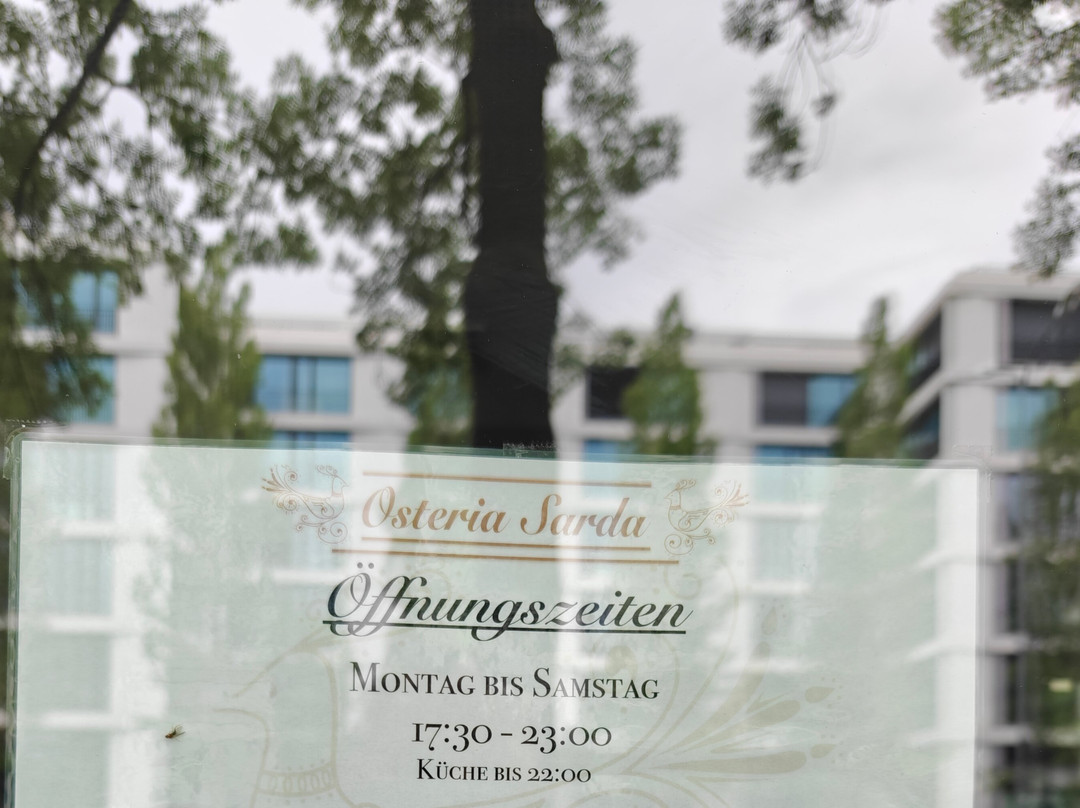 Osteria Sarda
Öffnungszeiten
Montag bis Samstag
17:30 - 23:00
Küche bis 22:00